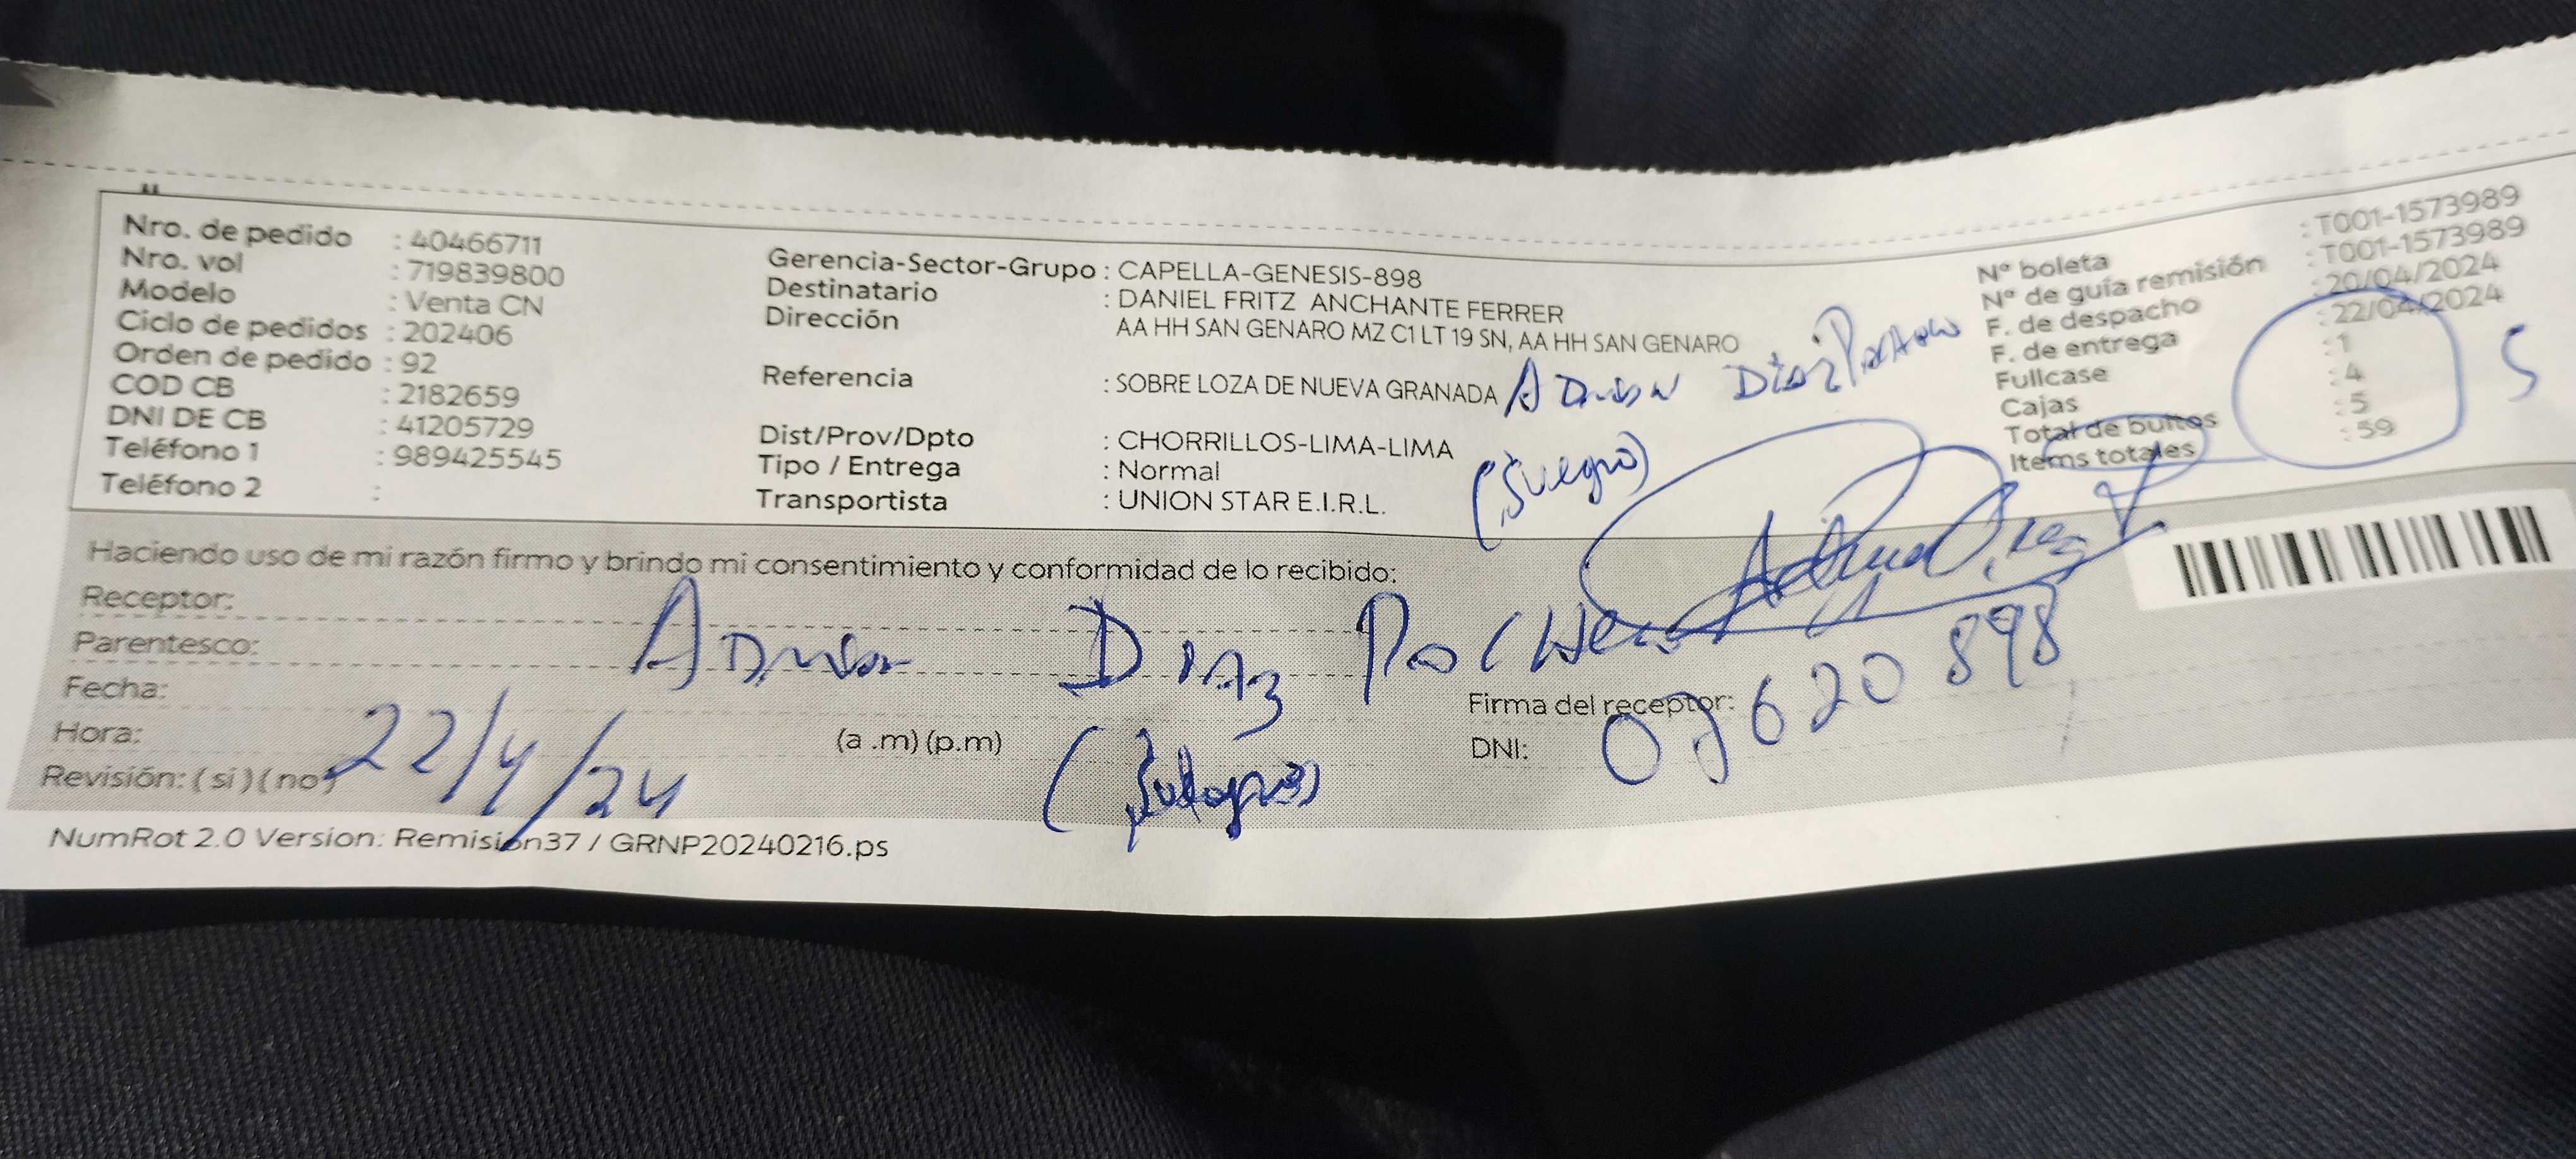 Nro. de pedido : 40466711
Nro. vol : 719839800
Modelo : Venta CN
Ciclo de pedidos : 202406
Orden de pedido : 92
COD CB : 2182659
DNI DE CB : 41205729
Teléfono 1 : 989425545
Teléfono 2 :
Gerencia-Sector-Grupo : CAPELLA-GENESIS-898
Destinatario : DANIEL FRITZ ANCHANTE FERRER
Dirección : AA HH SAN GENARO MZ C1 LT 19 SN, AA HH SAN GENARO
Referencia : SOBRE LOZA DE NUEVA GRANADA
Diaz
Dist/Prov/Dpto : CHORRILLOS-LIMA-LIMA
(Suegro)
Tipo / Entrega : Normal
Transportista : UNION STAR E.I.R.L.
N° boleta : T001-1573989
N° de guía remisión : T001-1573989
F. de despacho : 20/04/2024
F. de entrega : 22/04/2024
Fullcase : 1
Cajas : 4
Total de bultos : 5
Items totales : 59
5
Haciendo uso de mi razón firmo y brindo mi consentimiento y conformidad de lo recibido:
Receptor:
Parentesco:
Diaz
Fecha:
22/4/24
Hora: (a .m) (p.m)
Revisión: ( si ) ( no )
Firma del receptor:
DNI: 09620898
NumRot 2.0 Version: Remision37 / GRNP20240216.ps